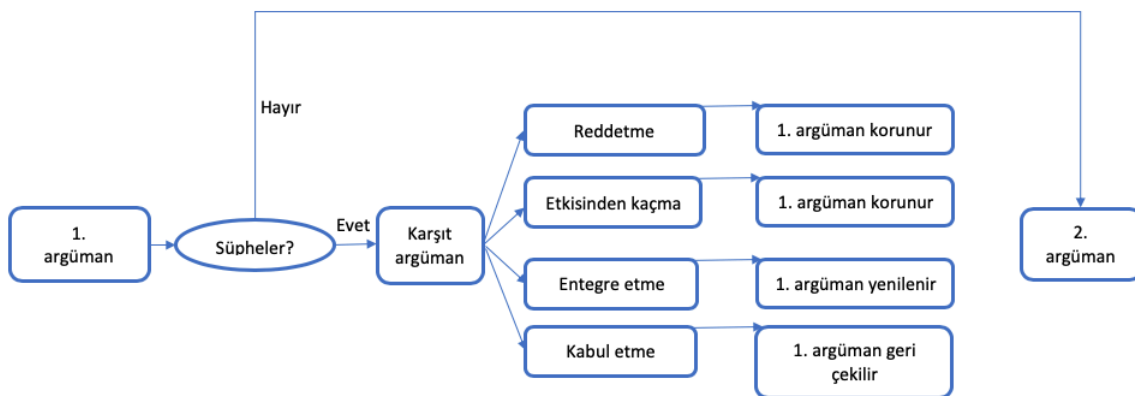 Hayır
Reddetme
1. argüman korunur
Etkisinden kaçma
1. argüman korunur
1.
argüman
Süpheler?
Evet
Karşıt
argüman
2.
argüman
Entegre etme
1. argüman yenilenir
Kabul etme
1. argüman geri
çekilir